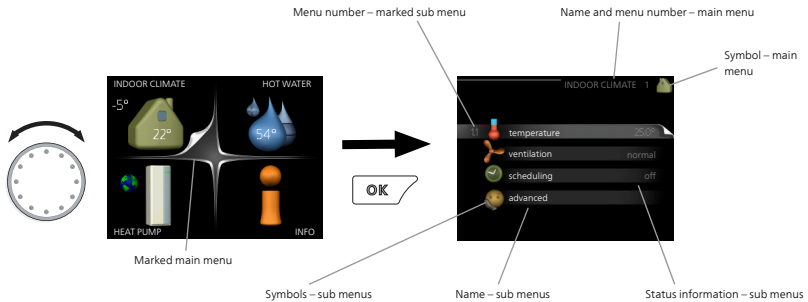 Menu number – marked sub menu
Name and menu number – main menu
Symbol – main
menu
INDOOR CLIMATE
HOT WATER
-5°
22°
54°
HEAT PUMP
INFO
OK
INDOOR CLIMATE 1
1.1 temperature 25.0°
ventilation normal
scheduling off
advanced
Marked main menu
Symbols – sub menus
Name – sub menus
Status information – sub menus